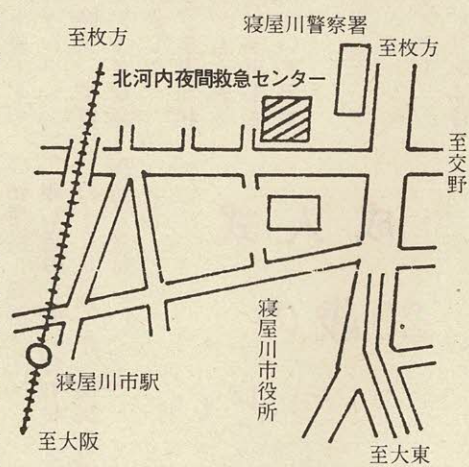 寝屋川警察署
至枚方
至枚方
北河内夜間救急センター
至交野
寝屋川市役所
寝屋川市駅
至大阪
至大東